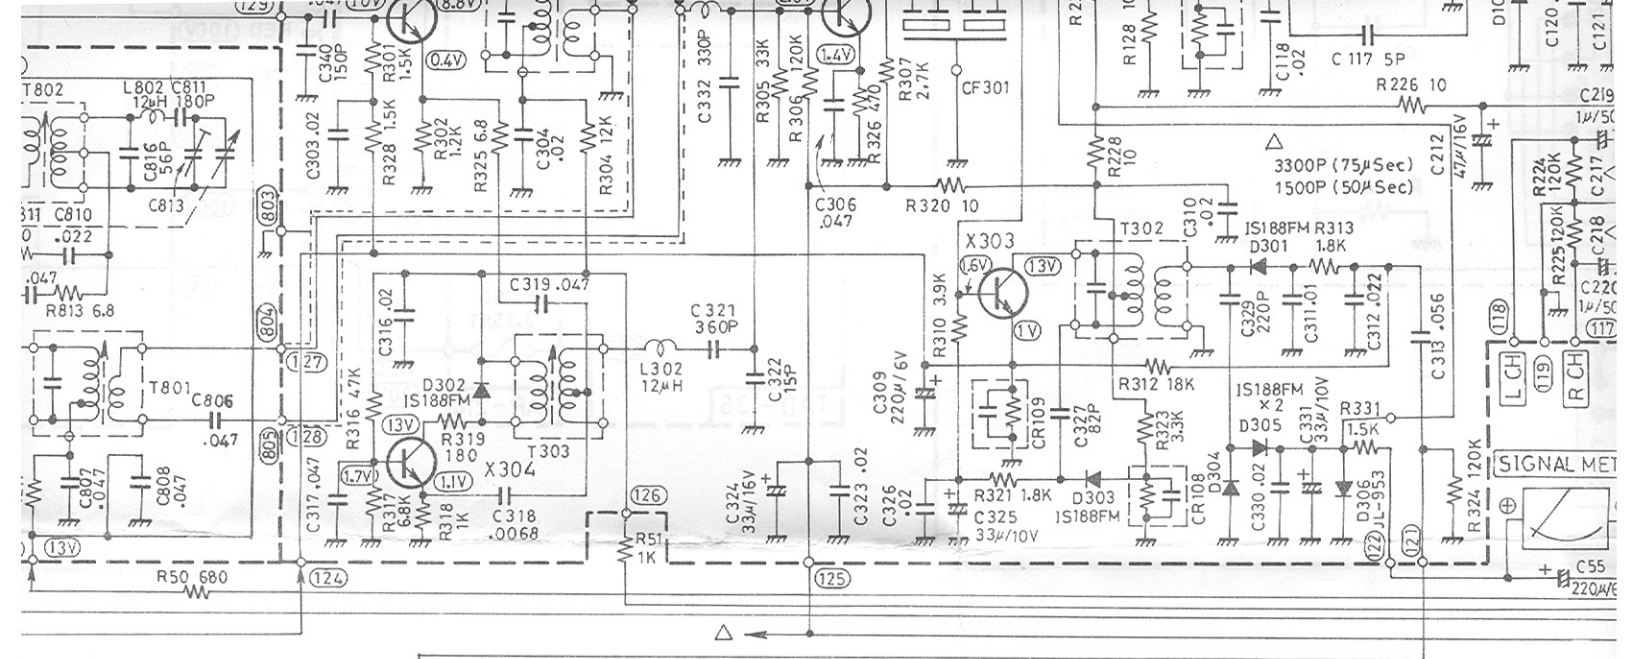 129
.047
10V
8.8V
C340
150P
R301
1.5K
0.4V
330P
C332
33K
R305
120K
R306
1.4V
R326 470
R307
2.7K
CF301
R128
C118
.02
C 117 5P
C120
C121
R226 10
T802
L802
12μH
C811
180P
C816
56P
C813
C303 .02
R328 1.5K
R302
1.2K
R325 6.8
C304
.02
R304 12K
C306
.047
R320 10
R228
10
△
3300P (75μSec)
1500P (50μSec)
C212
47μ/16V
C219
1μ/50
R224
120K
C217
C218
R225 120K
C220
1μ/50
811
C810
.022
803
.047
R813 6.8
804
127
T801
C806
.047
805
128
C807
.047
C808
.047
13V
R50 680
124
C316 .02
C319 .047
C321
360P
L302
12μH
C322
15P
R316 47K
D302
IS188FM
13V
R319
180
T303
X304
1.7V
1.1V
C317 .047
R317
6.8K
R318
1K
C318
.0068
126
R51
1K
C324
33μ/16V
C323 .02
125
△
C309
220μ/6V
C326
.02
R310 3.9K
X303
1.6V
13V
1V
T302
C310
.02
IS188FM
D301
R313
1.8K
C329
220P
C311 .01
C312 .022
C313 .056
R312 18K
CR109
C327
82P
R323
3.3K
R321 1.8K
D303
IS188FM
C325
33μ/10V
CR108
IS188FM
×2
D305
D304
C331
33μ/10V
R331
1.5K
C330 .02
D306
JL-953
122
121
R324 120K
118
L CH
119
R CH
117
SIGNAL MET
+
C55
220μ/6